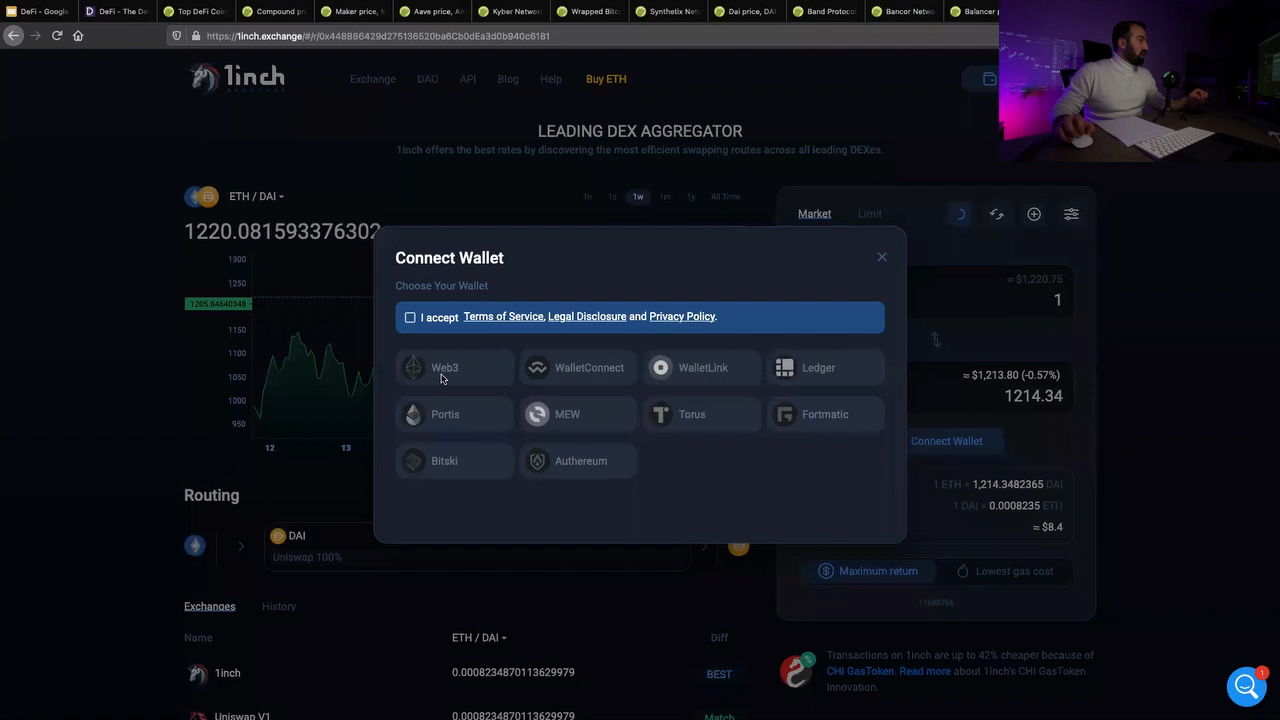 DeFi – Google
DeFi - The De
Top DeFi Coin
Compound pri
Maker price, M
Aave price, AA
Kyber Networ
Wrapped Bitco
Synthetix Net
Dai price, DAI
Band Protocol
Bancor Netwo
Balancer p
https://1inch.exchange/#/r/0x448B86429d275136520ba6Cb0dEa3d0b940c6181
1inch
EXCHANGE
Exchange
DAO
API
Blog
Help
Buy ETH
LEADING DEX AGGREGATOR
1inch offers the best rates by discovering the most efficient swapping routes across all leading DEXes.
ETH / DAI
1h
1d
1w
1m
1y
All Time
1220.081593376302
1300
1250
1205.84640348
1150
1100
1050
1000
950
12
13
Connect Wallet
Choose Your Wallet
I accept Terms of Service, Legal Disclosure and Privacy Policy.
Web3
WalletConnect
WalletLink
Ledger
Portis
MEW
Torus
Fortmatic
Bitski
Authereum
Market
Limit
≈ $1,220.75
1
≈ $1,213.80 (-0.57%)
1214.34
Connect Wallet
1 ETH = 1,214.3482365 DAI
1 DAI = 0.0008235 ETH
≈ $8.4
Maximum return
Lowest gas cost
11680766
Routing
DAI
Uniswap 100%
Exchanges
History
Name
ETH / DAI
Diff
1inch
0.0008234870113629979
BEST
Uniswap V1
0.0008234870113629979
Match
Transactions on 1inch are up to 42% cheaper because of
CHI GasToken. Read more about 1inch's CHI GasToken
innovation.
1